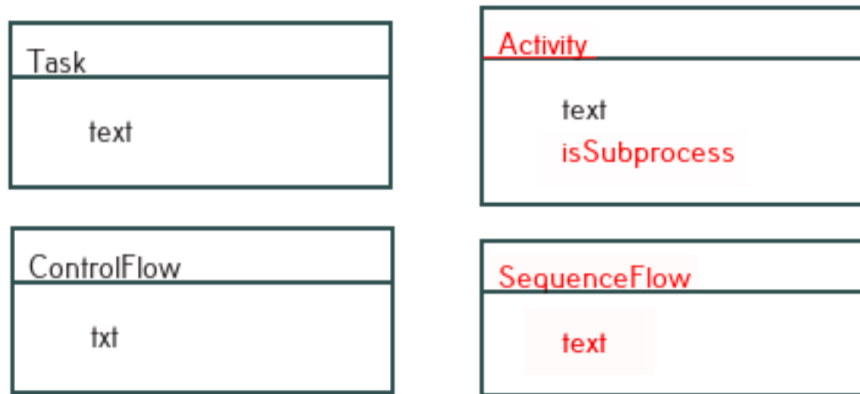 Task
text
Activity
text
isSubprocess
ControlFlow
txt
SequenceFlow
text